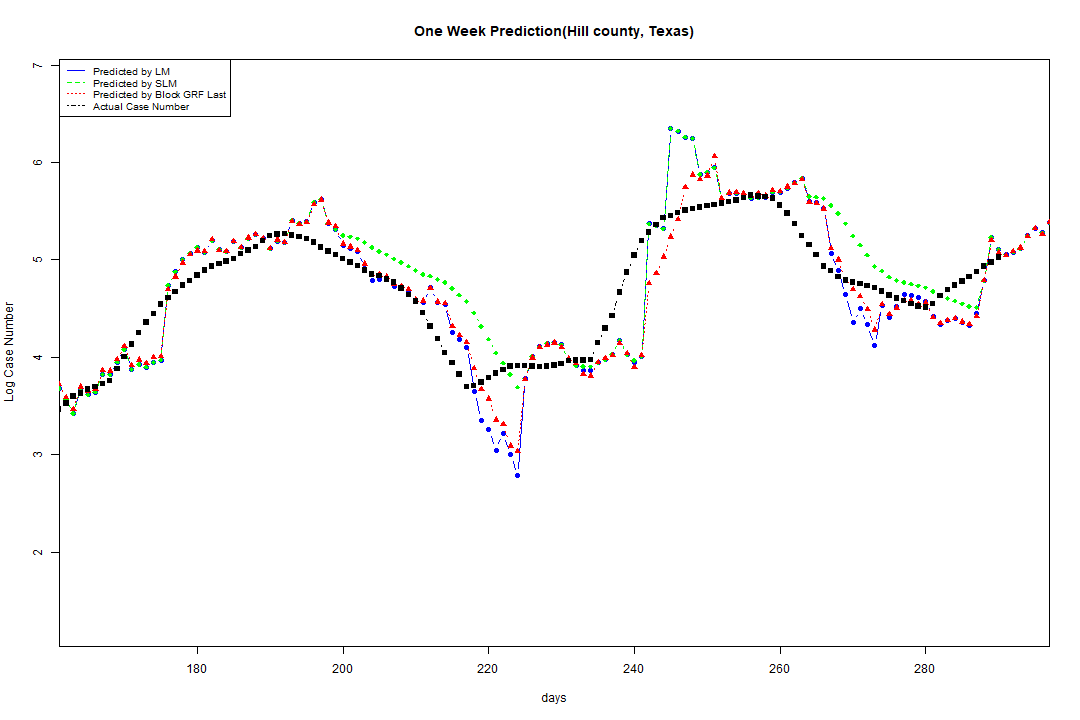 One Week Prediction(Hill county, Texas)
Predicted by LM
Predicted by SLM
Predicted by Block GRF Last
Actual Case Number
7
6
5
4
3
2
Log Case Number
180 200 220 240 260 280
days